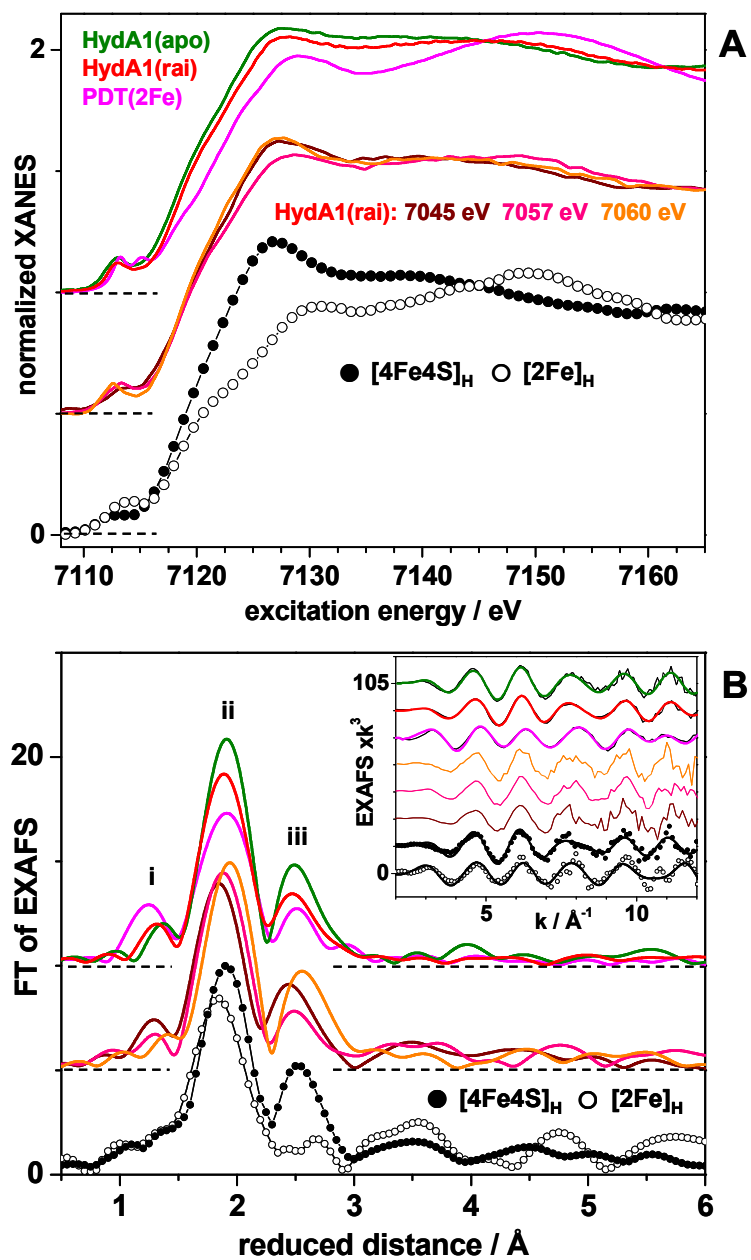 A
2
HydA1(apo)
HydA1(rai)
PDT(2Fe)
HydA1(rai): 7045 eV 7057 eV 7060 eV
[4Fe4S]H [2Fe]H
0
normalized XANES
7110 7120 7130 7140 7150 7160
excitation energy / eV
B
20
0
FT of EXAFS
i
ii
iii
105
0
EXAFS xk³
5 10
k / Å⁻¹
[4Fe4S]H [2Fe]H
1 2 3 4 5 6
reduced distance / Å